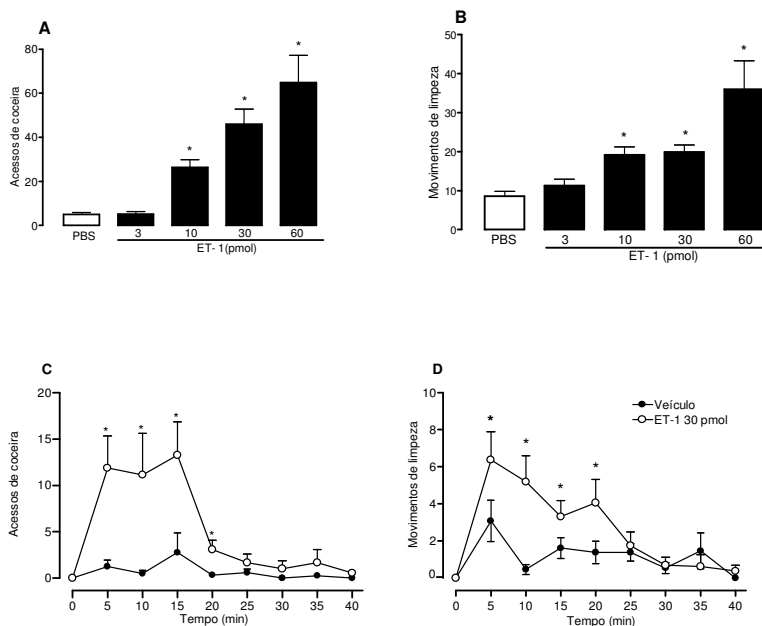 A
Acessos de coceira
80
60
40
20
0
*
*
*
PBS
3
10
30
60
ET- 1(pmol)
B
Movimentos de limpeza
50
40
30
20
10
0
*
*
*
PBS
3
10
30
60
ET- 1 (pmol)
C
Acessos de coceira
20
15
10
5
0
*
*
*
*
0 5 10 15 20 25 30 35 40
Tempo (min)
D
Movimentos de limpeza
10
8
6
4
2
0
*
*
*
*
Veículo
ET-1 30 pmol
0 5 10 15 20 25 30 35 40
Tempo (min)